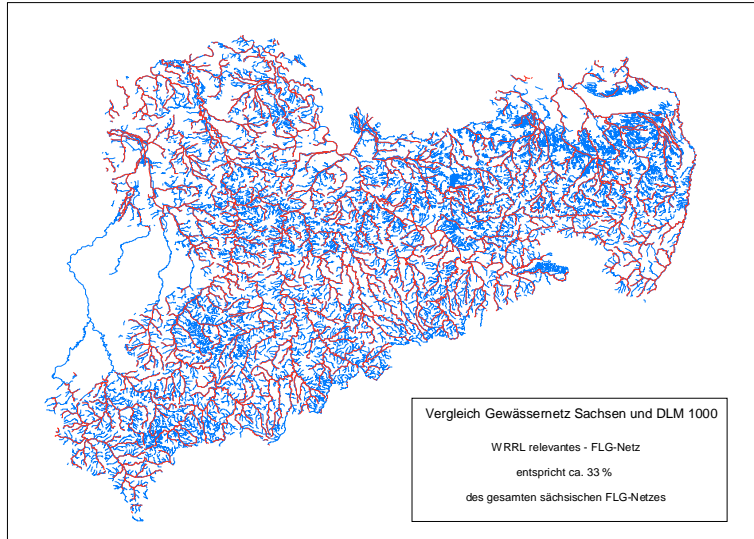 Vergleich Gewässernetz Sachsen und DLM 1000
WRRL relevantes - FLG-Netz
entspricht ca. 33 %
des gesamten sächsischen FLG-Netzes